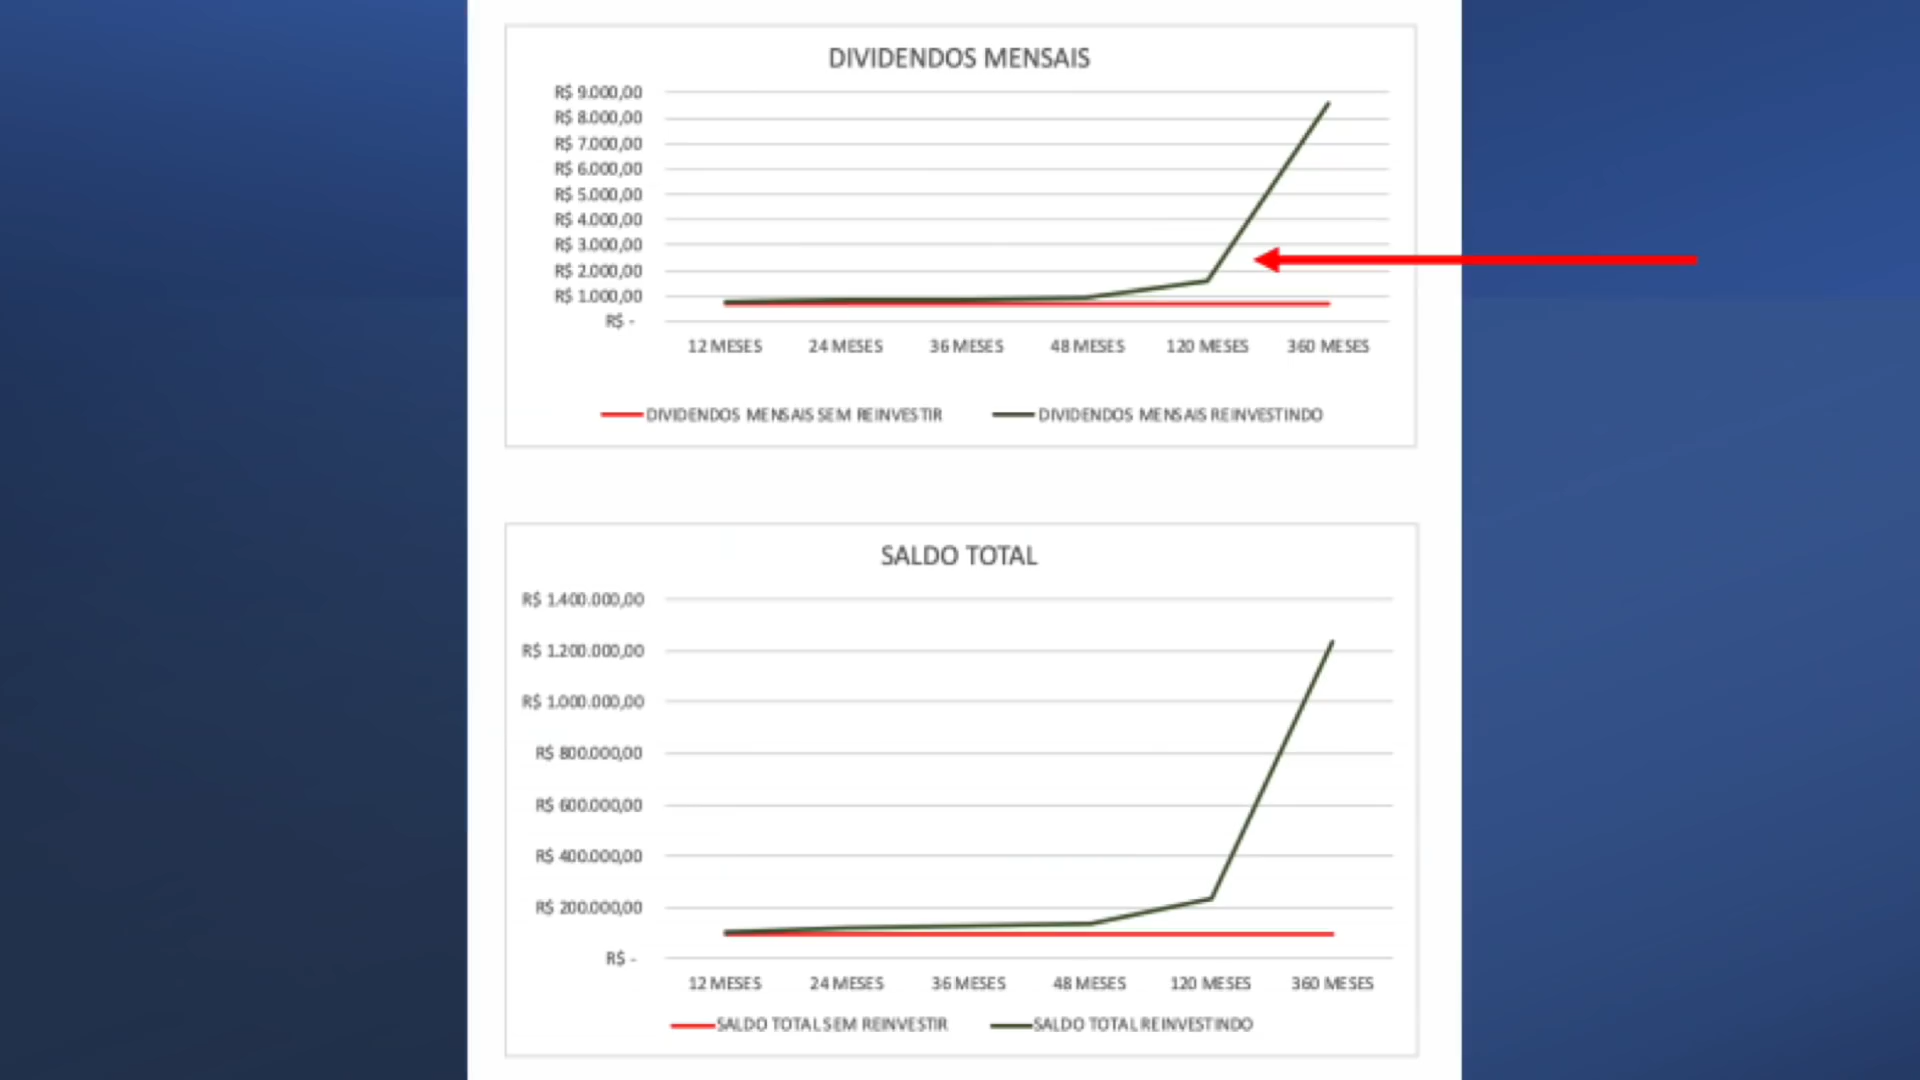 DIVIDENDOS MENSAIS
R$ 9.000,00
R$ 8.000,00
R$ 7.000,00
R$ 6.000,00
R$ 5.000,00
R$ 4.000,00
R$ 3.000,00
R$ 2.000,00
R$ 1.000,00
R$ -
12 MESES 24 MESES 36 MESES 48 MESES 120 MESES 360 MESES
DIVIDENDOS MENSAIS SEM REINVESTIR DIVIDENDOS MENSAIS REINVESTINDO
SALDO TOTAL
R$ 1.400.000,00
R$ 1.200.000,00
R$ 1.000.000,00
R$ 800.000,00
R$ 600.000,00
R$ 400.000,00
R$ 200.000,00
R$ -
12 MESES 24 MESES 36 MESES 48 MESES 120 MESES 360 MESES
SALDO TOTAL SEM REINVESTIR SALDO TOTAL REINVESTINDO